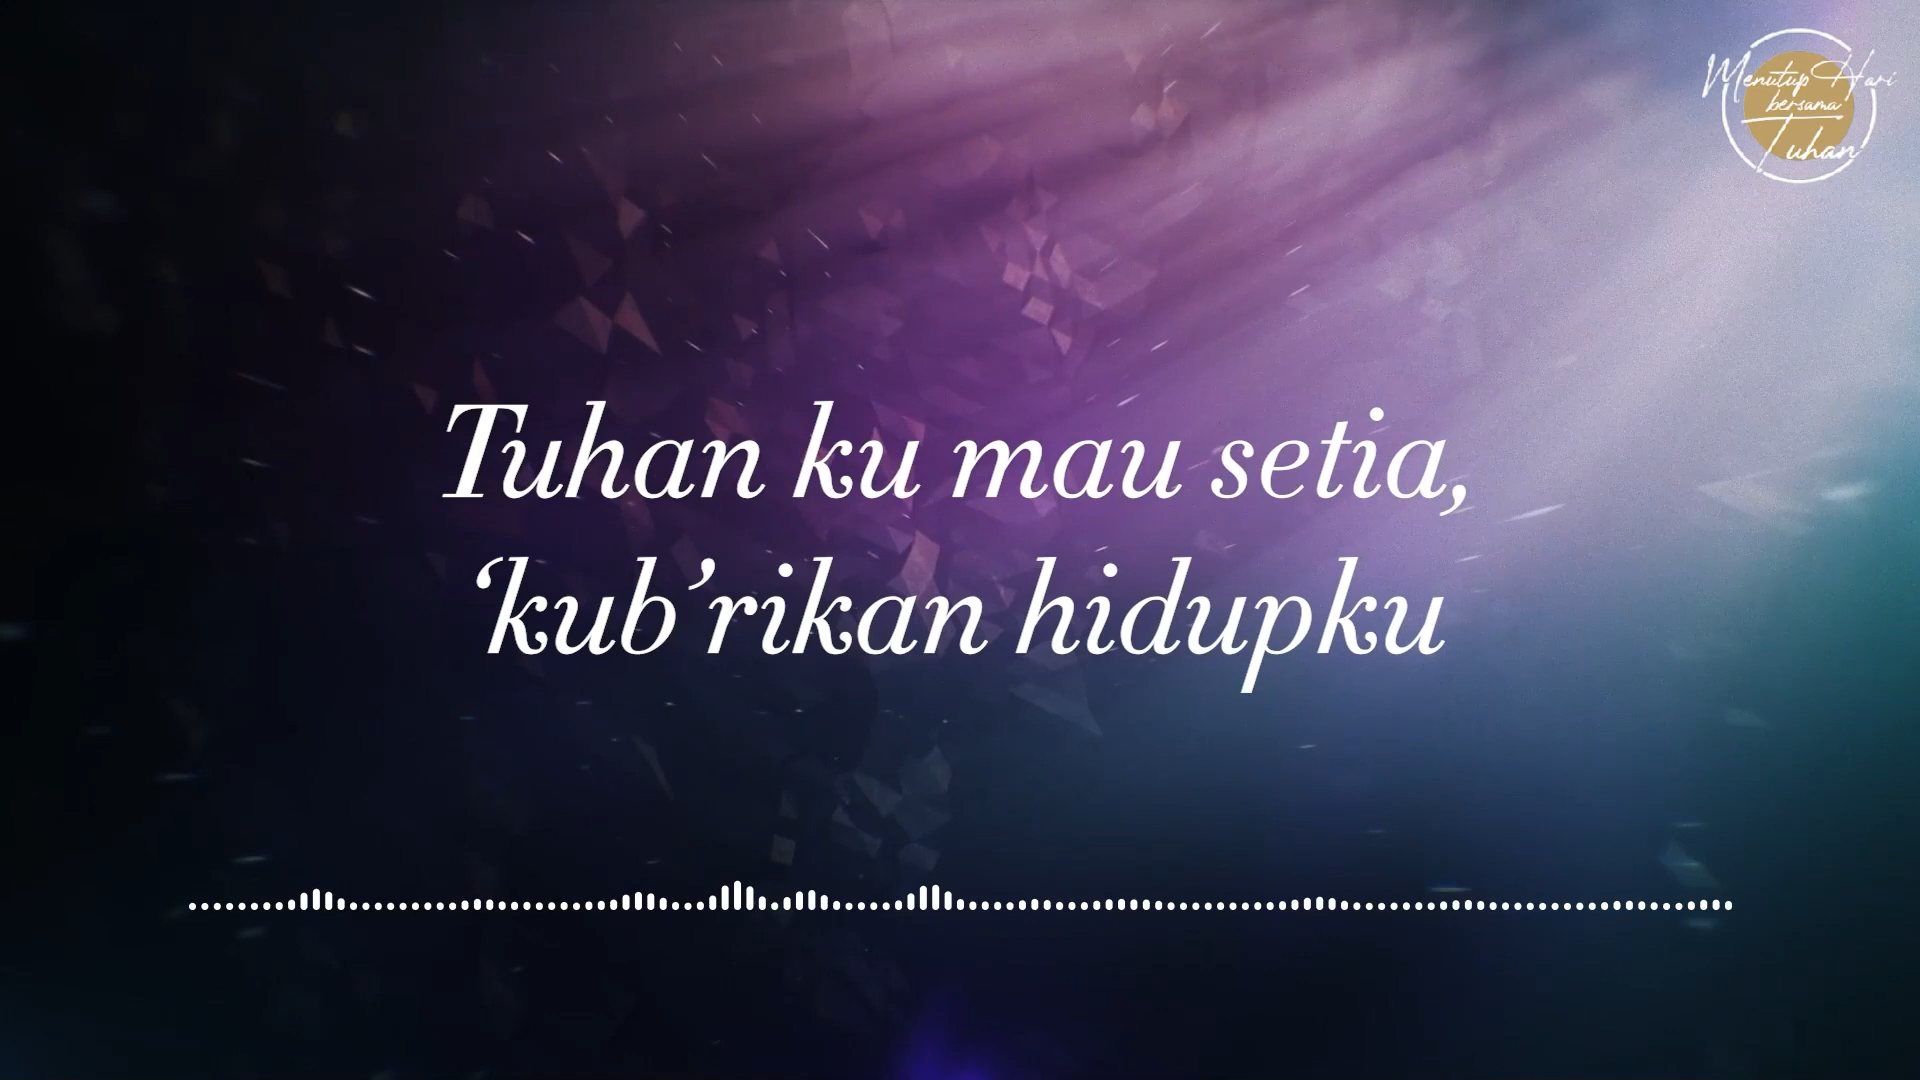 Menutup Hari
bersama
Tuhan
Tuhan ku mau setia,
‘kub’rikan hidupku